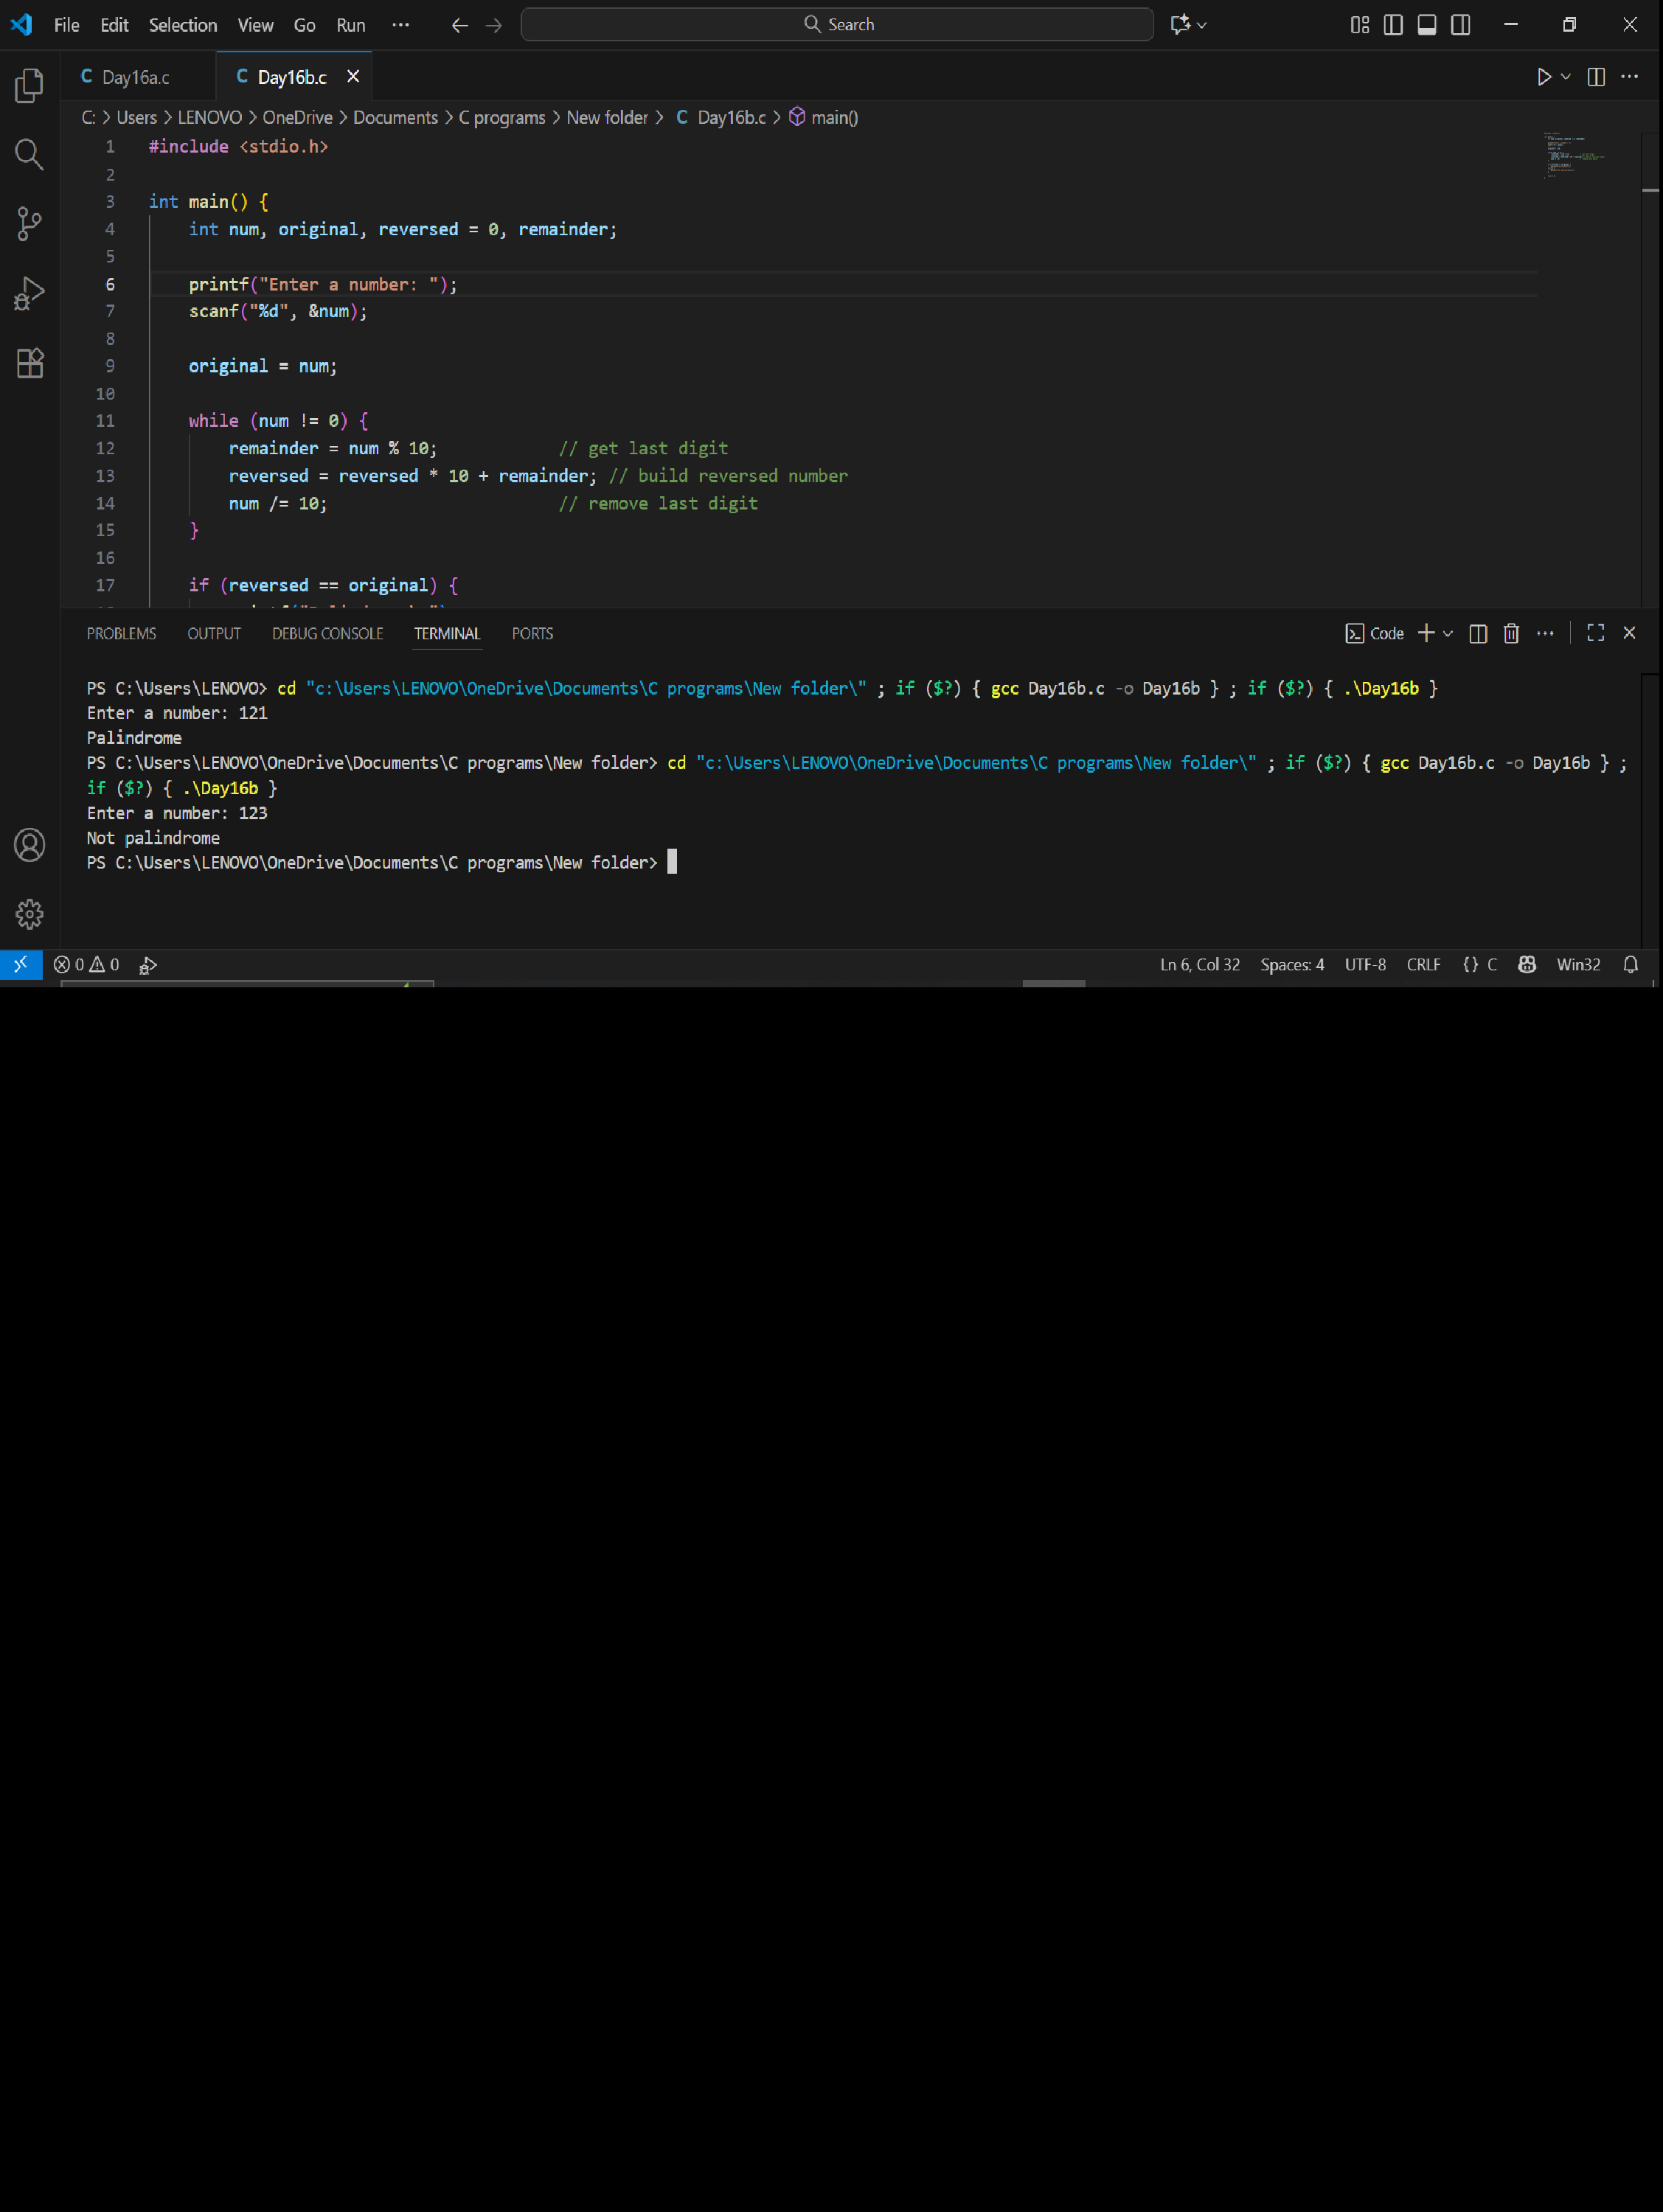 File Edit Selection View Go Run ··· Search
C Day16a.c C Day16b.c
C: > Users > LENOVO > OneDrive > Documents > C programs > New folder > C Day16b.c > main()
1 #include <stdio.h>
2
3 int main() {
4 int num, original, reversed = 0, remainder;
5
6 printf("Enter a number: ");
7 scanf("%d", &num);
8
9 original = num;
10
11 while (num != 0) {
12 remainder = num % 10; // get last digit
13 reversed = reversed * 10 + remainder; // build reversed number
14 num /= 10; // remove last digit
15 }
16
17 if (reversed == original) {
PROBLEMS OUTPUT DEBUG CONSOLE TERMINAL PORTS Code
PS C:\Users\LENOVO> cd "c:\Users\LENOVO\OneDrive\Documents\C programs\New folder\" ; if ($?) { gcc Day16b.c -o Day16b } ; if ($?) { .\Day16b }
Enter a number: 121
Palindrome
PS C:\Users\LENOVO\OneDrive\Documents\C programs\New folder> cd "c:\Users\LENOVO\OneDrive\Documents\C programs\New folder\" ; if ($?) { gcc Day16b.c -o Day16b } ;
if ($?) { .\Day16b }
Enter a number: 123
Not palindrome
PS C:\Users\LENOVO\OneDrive\Documents\C programs\New folder>
0 0 Ln 6, Col 32 Spaces: 4 UTF-8 CRLF {} C Win32